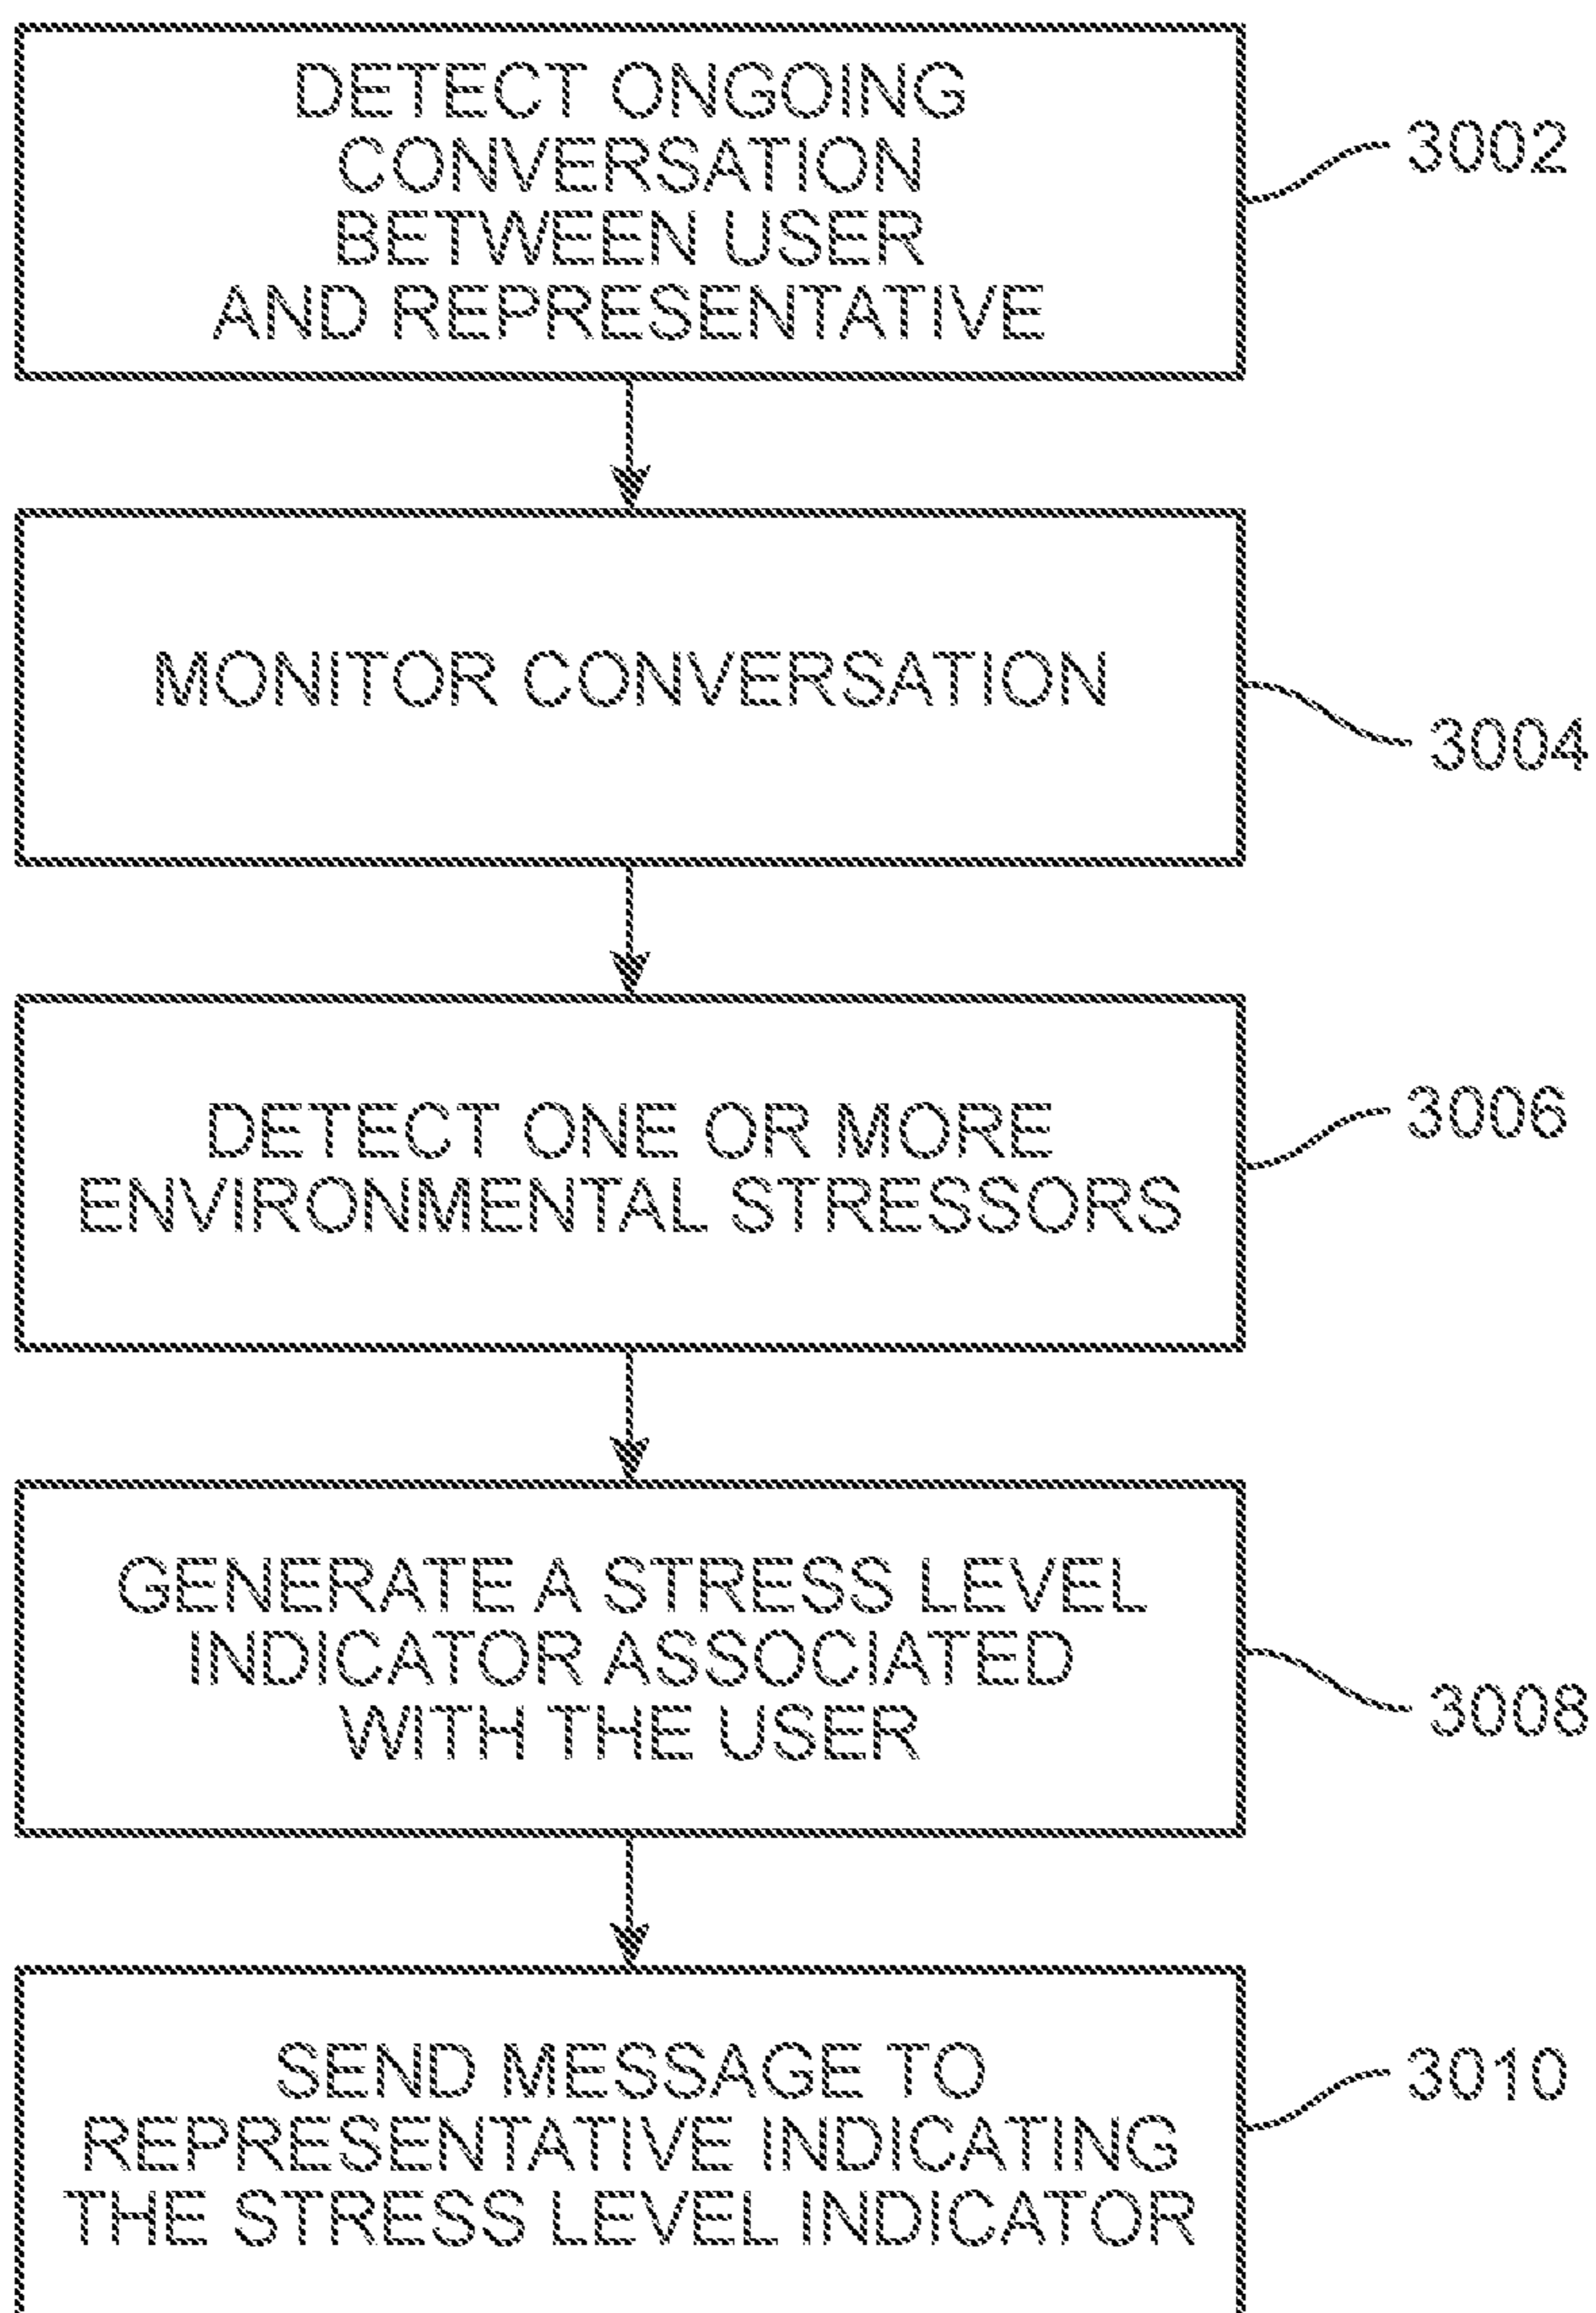 DETECT ONGOING
CONVERSATION
BETWEEN USER
AND REPRESENTATIVE
3002
MONITOR CONVERSATION
3004
DETECT ONE OR MORE
ENVIRONMENTAL STRESSORS
3006
GENERATE A STRESS LEVEL
INDICATOR ASSOCIATED
WITH THE USER
3008
SEND MESSAGE TO
REPRESENTATIVE INDICATING
THE STRESS LEVEL INDICATOR
3010